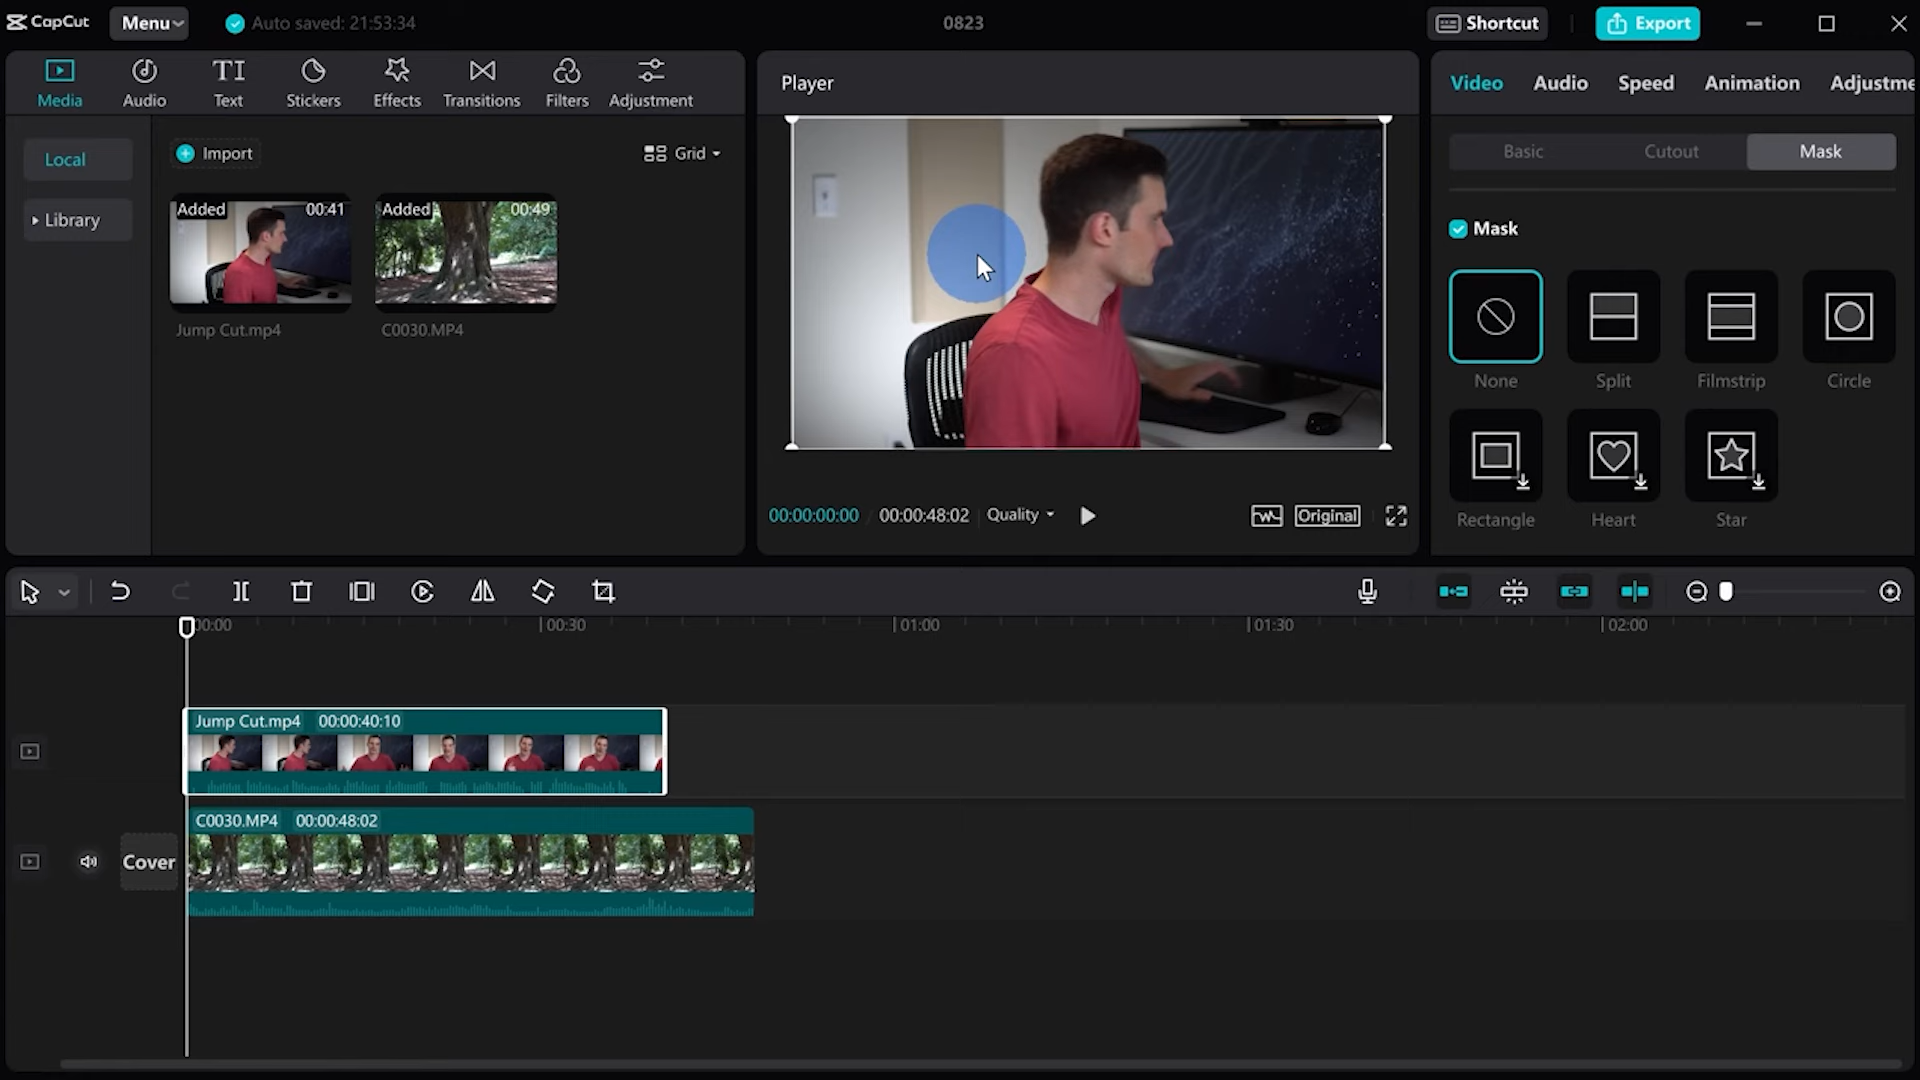 CapCut Menu Auto saved: 21:53:34 0823 Shortcut Export
Media Audio Text Stickers Effects Transitions Filters Adjustment
Player
Video Audio Speed Animation Adjustme
Local
Library
Import
Grid
Added 00:41
Jump Cut.mp4
Added 00:49
C0030.MP4
Basic Cutout Mask
Mask
None Split Filmstrip Circle
Rectangle Heart Star
00:00:00:00 00:00:48:02 Quality Original
00:00 00:30 01:00 01:30 02:00
Jump Cut.mp4 00:00:40:10
C0030.MP4 00:00:48:02
Cover